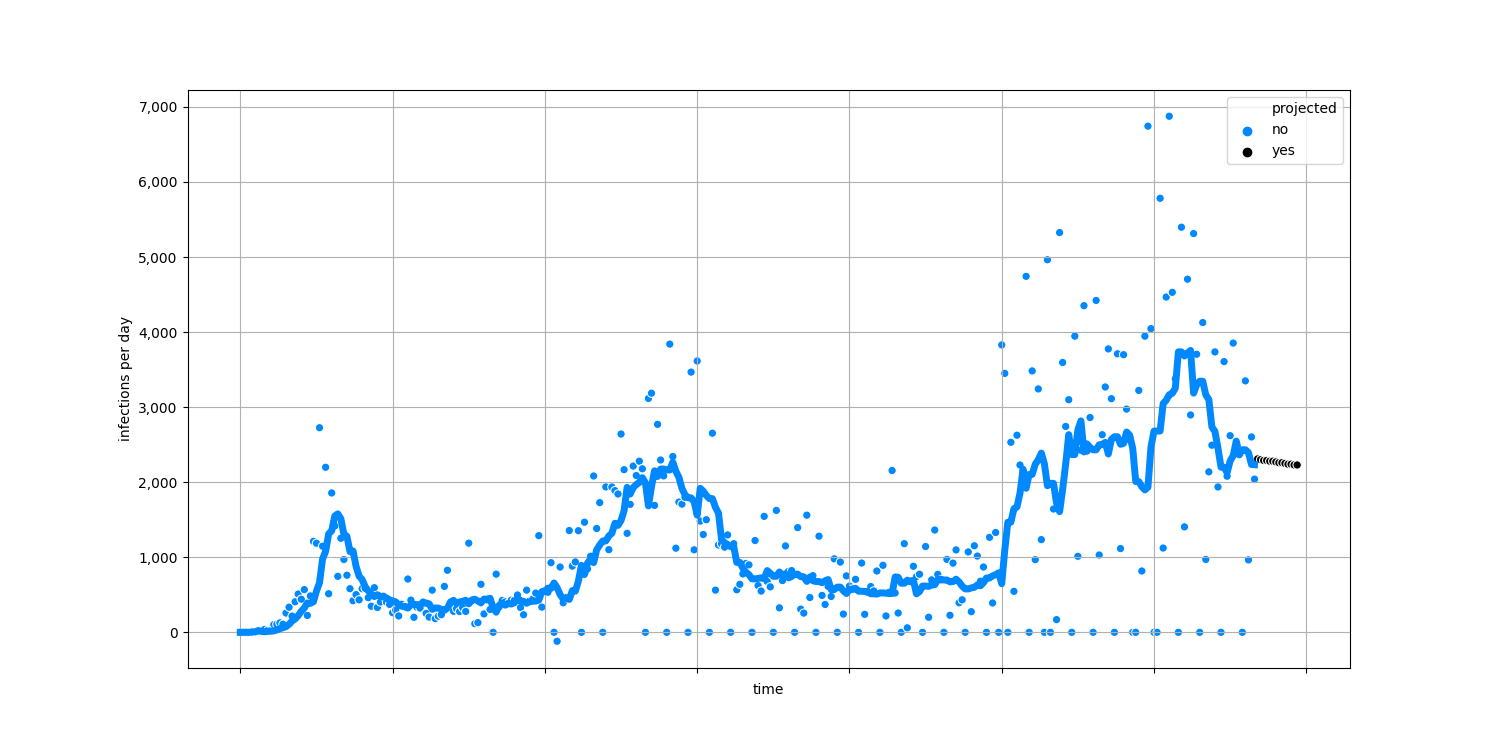 7,000
6,000
5,000
4,000
3,000
2,000
1,000
0
infections per day
time
projected
no
yes